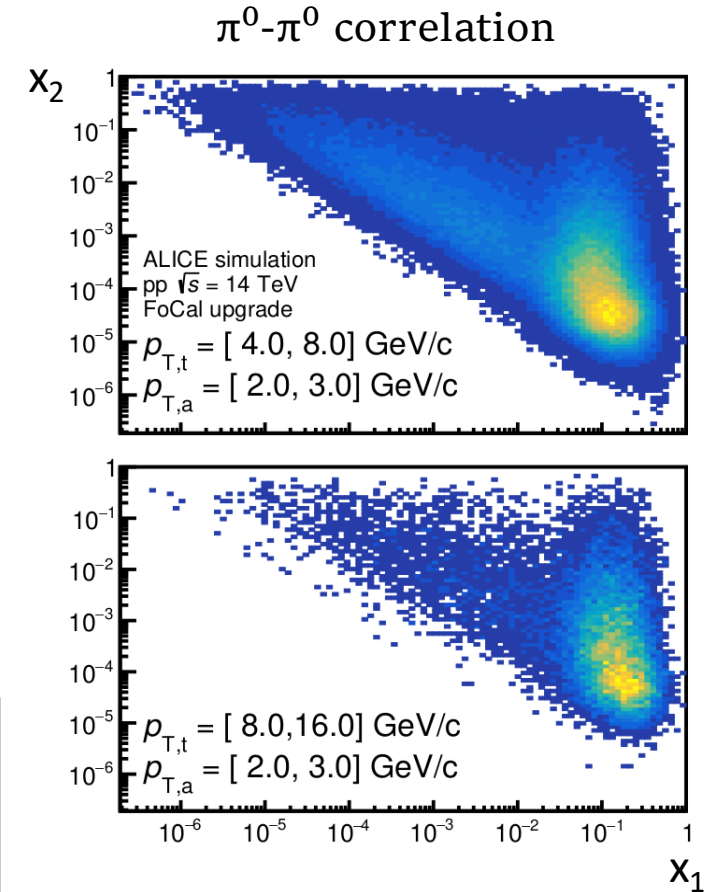 π⁰-π⁰ correlation
x₂
1
10⁻¹
10⁻²
10⁻³
10⁻⁴
10⁻⁵
10⁻⁶
ALICE simulation
pp √s = 14 TeV
FoCal upgrade
p_T,t = [ 4.0, 8.0] GeV/c
p_T,a = [ 2.0, 3.0] GeV/c
1
10⁻¹
10⁻²
10⁻³
10⁻⁴
10⁻⁵
10⁻⁶
p_T,t = [ 8.0,16.0] GeV/c
p_T,a = [ 2.0, 3.0] GeV/c
10⁻⁶ 10⁻⁵ 10⁻⁴ 10⁻³ 10⁻² 10⁻¹ 1
x₁